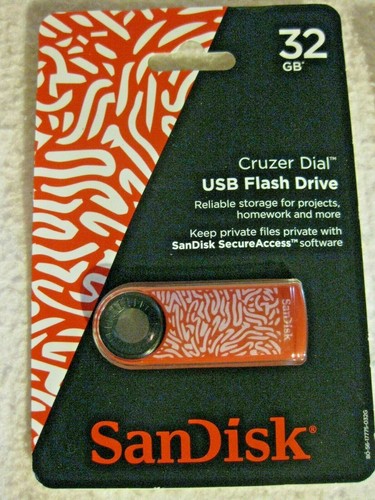 32
GB*
Cruzer Dial™
USB Flash Drive
Reliable storage for projects,
homework and more
Keep private files private with
SanDisk SecureAccess™ software
SanDisk
SanDisk®